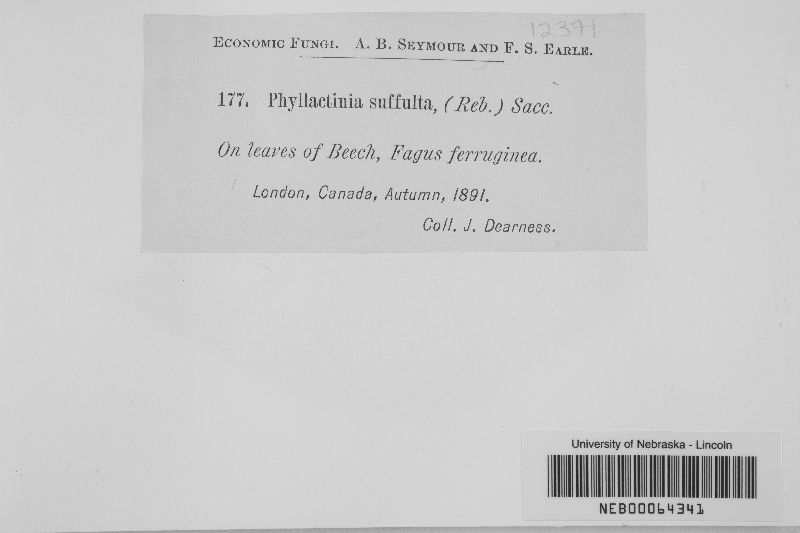 12371
ECONOMIC FUNGI. A. B. SEYMOUR AND F. S. EARLE.
177. Phyllactinia suffulta, (Reb.) Sacc.
On leaves of Beech, Fagus ferruginea.
London, Canada, Autumn, 1891.
Coll. J. Dearness.
University of Nebraska - Lincoln
NEB00064341